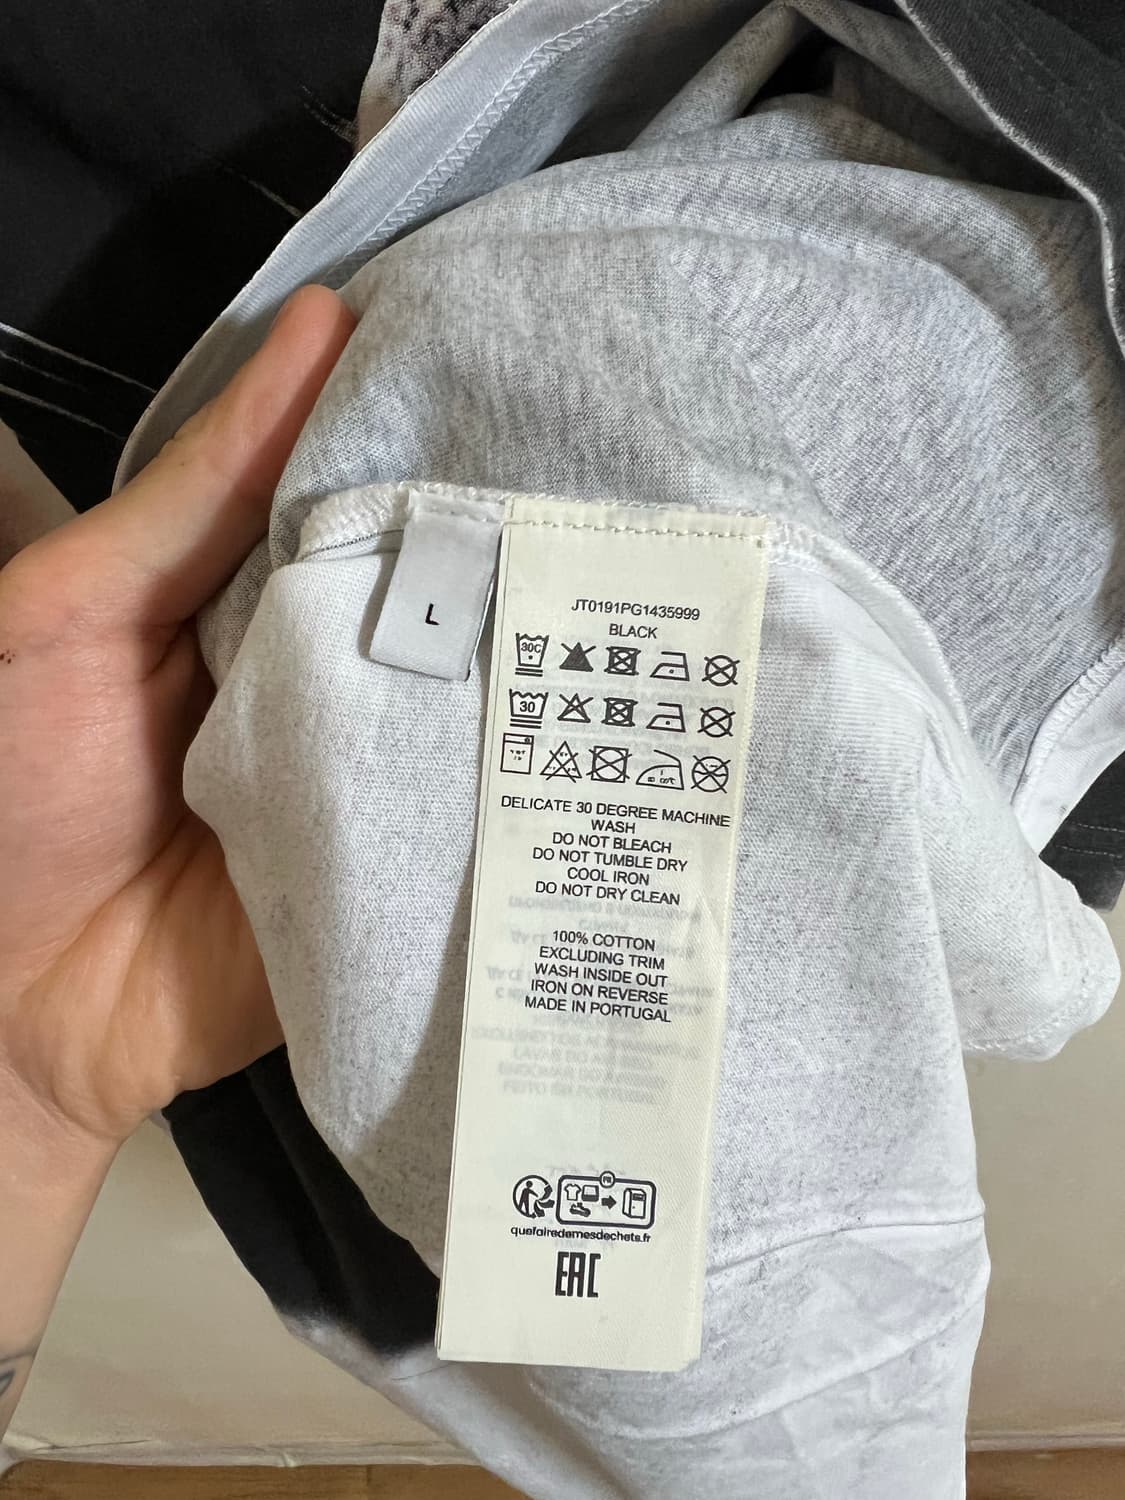 L
JT0191PG1435999
BLACK
30C
30
DELICATE 30 DEGREE MACHINE
WASH
DO NOT BLEACH
DO NOT TUMBLE DRY
COOL IRON
DO NOT DRY CLEAN
100% COTTON
EXCLUDING TRIM
WASH INSIDE OUT
IRON ON REVERSE
MADE IN PORTUGAL
FR
quefairedemesdechets.fr
EAC